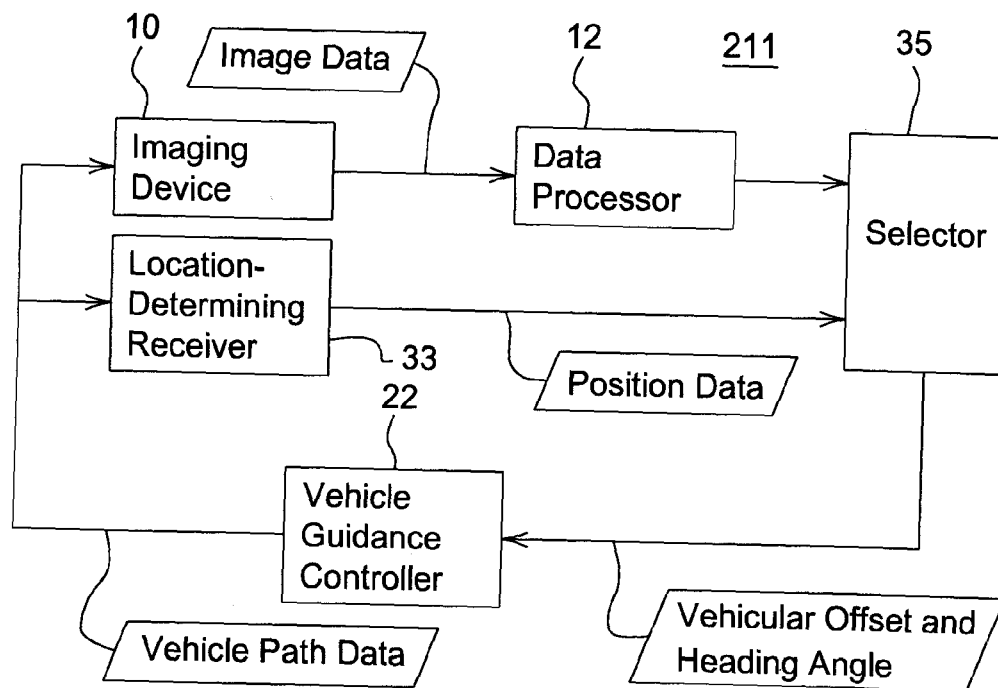 10
Image Data
12
211
35
Imaging
Device
Data
Processor
Selector
Location-
Determining
Receiver
33
Position Data
22
Vehicle
Guidance
Controller
Vehicle Path Data
Vehicular Offset and
Heading Angle